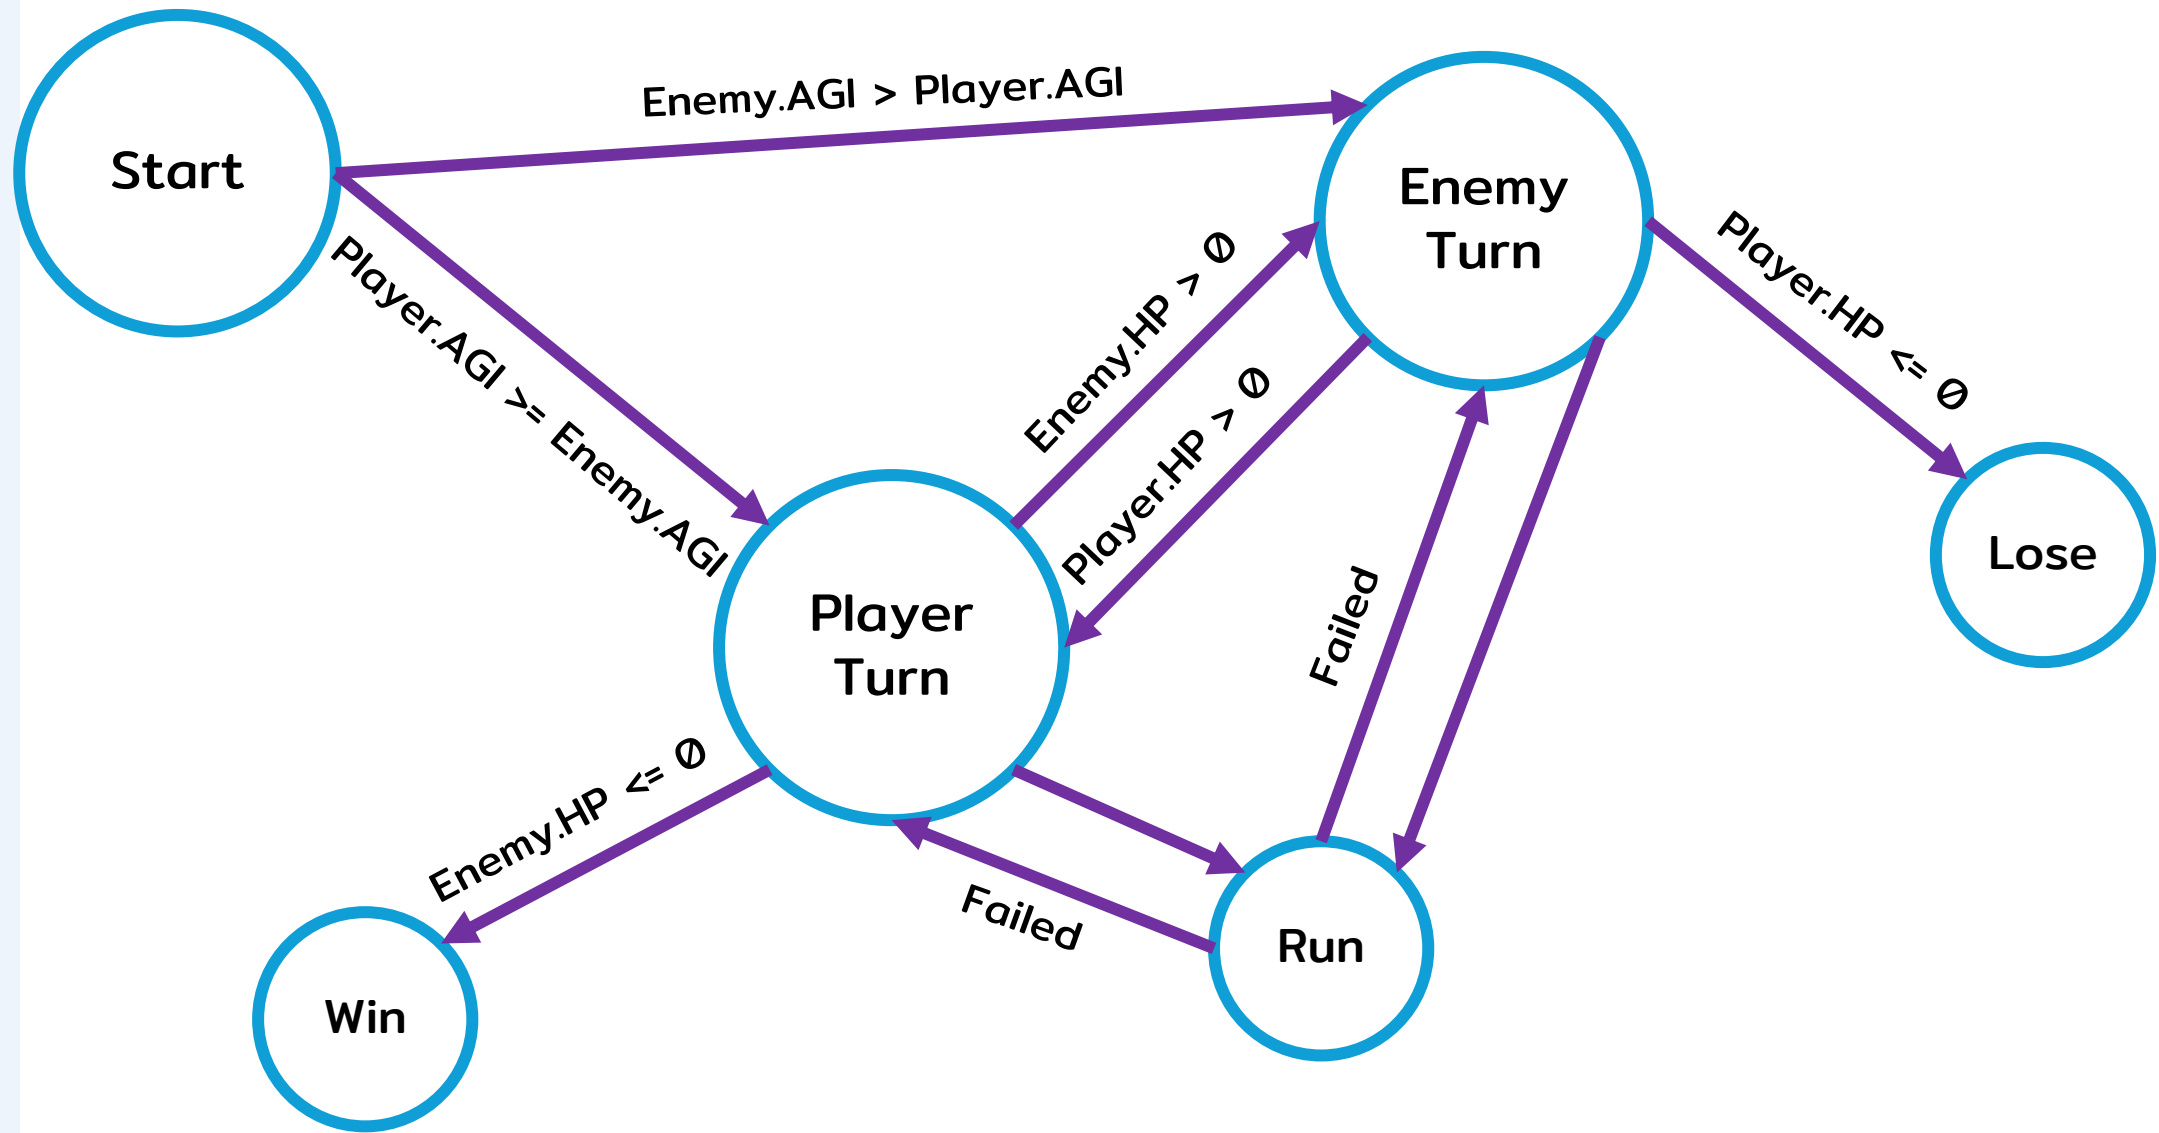 Start
Enemy.AGI > Player.AGI
Enemy
Turn
Player.AGI >= Enemy.AGI
Enemy.HP > 0
Player.HP > 0
Player.HP <= 0
Lose
Player
Turn
Failed
Enemy.HP <= 0
Failed
Run
Win